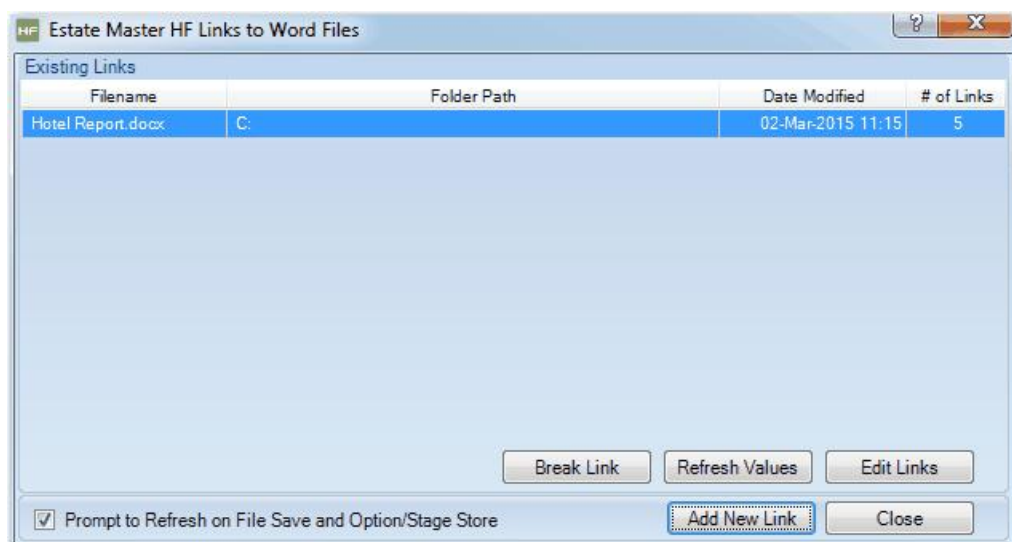 HF Estate Master HF Links to Word Files ?
Existing Links
Filename Folder Path Date Modified # of Links
Hotel Report.docx C: 02-Mar-2015 11:15 5
Break Link Refresh Values Edit Links
Prompt to Refresh on File Save and Option/Stage Store Add New Link Close